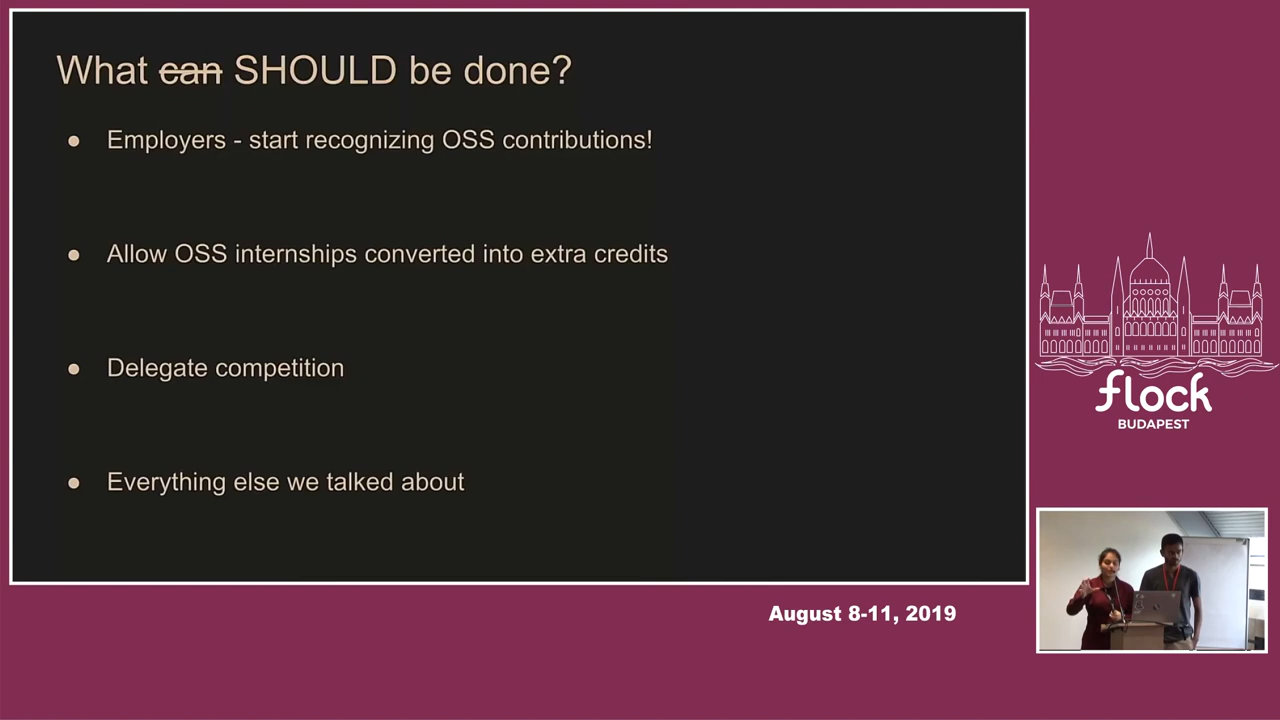 What can SHOULD be done?
● Employers - start recognizing OSS contributions!
● Allow OSS internships converted into extra credits
● Delegate competition
● Everything else we talked about
flock
BUDAPEST
August 8-11, 2019